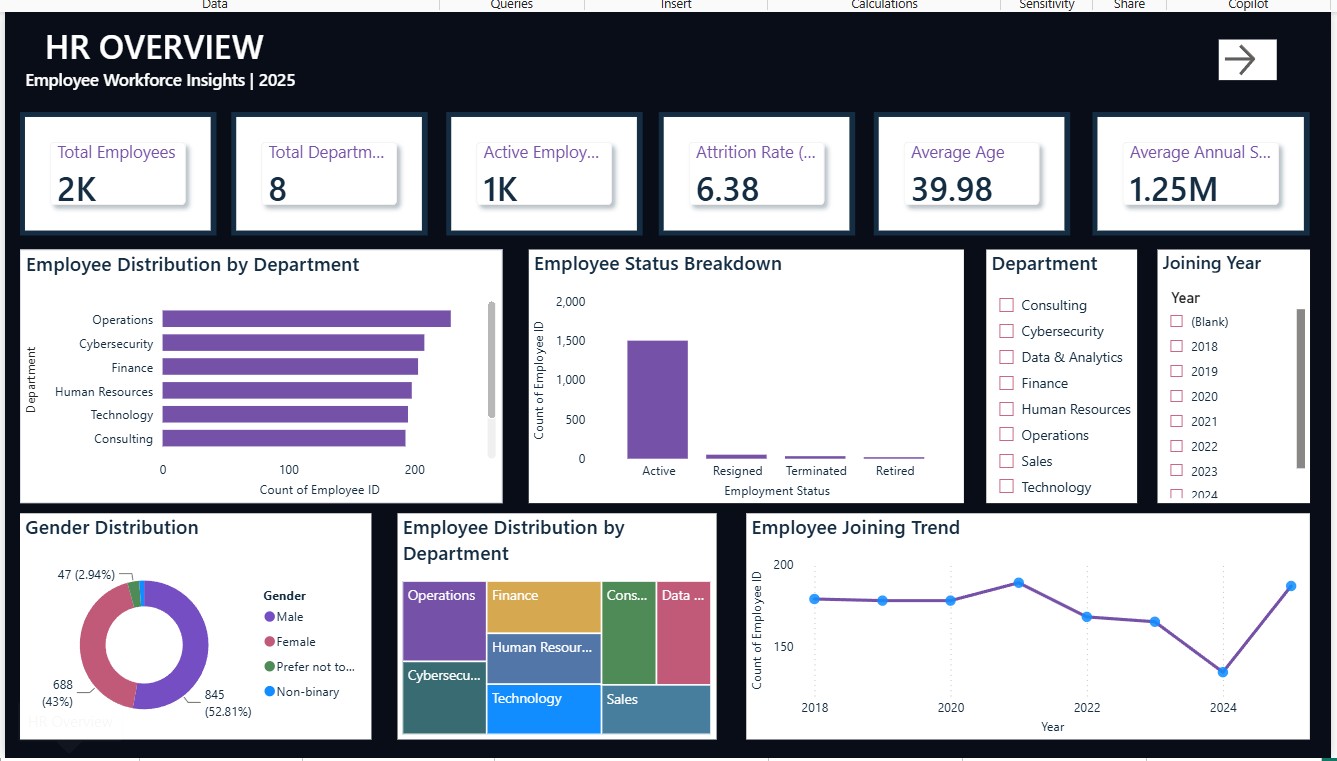 Data Queries Insert Calculations Sensitivity Share Copilot
HR OVERVIEW
Employee Workforce Insights | 2025
Total Employees
2K
Total Departm...
8
Active Employ...
1K
Attrition Rate (...
6.38
Average Age
39.98
Average Annual S...
1.25M
Employee Distribution by Department
Department
Operations
Cybersecurity
Finance
Human Resources
Technology
Consulting
0 100 200
Count of Employee ID
Employee Status Breakdown
Count of Employee ID
2,000
1,500
1,000
500
0
Active Resigned Terminated Retired
Employment Status
Department
Consulting
Cybersecurity
Data & Analytics
Finance
Human Resources
Operations
Sales
Technology
Joining Year
Year
(Blank)
2018
2019
2020
2021
2022
2023
2024
Gender Distribution
47 (2.94%)
688
(43%)
845
(52.81%)
Gender
Male
Female
Prefer not to...
Non-binary
HR Overview
Employee Distribution by
Department
Operations
Cybersecu...
Finance
Human Resour...
Technology
Cons...
Data ...
Sales
Employee Joining Trend
Count of Employee ID
200
150
2018 2020 2022 2024
Year